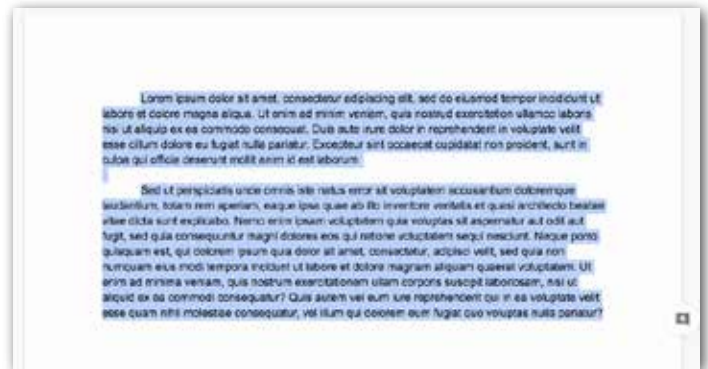 Lorem ipsum dolor sit amet, consectetur adipiscing elit, sed do eiusmod tempor incididunt ut
labore et dolore magna aliqua. Ut enim ad minim veniam, quis nostrud exercitation ullamco laboris
nisi ut aliquip ex ea commodo consequat. Duis aute irure dolor in reprehenderit in voluptate velit
esse cillum dolore eu fugiat nulla pariatur. Excepteur sint occaecat cupidatat non proident, sunt in
culpa qui officia deserunt mollit anim id est laborum.
Sed ut perspiciatis unde omnis iste natus error sit voluptatem accusantium doloremque
laudantium, totam rem aperiam, eaque ipsa quae ab illo inventore veritatis et quasi architecto beatae
vitae dicta sunt explicabo. Nemo enim ipsam voluptatem quia voluptas sit aspernatur aut odit aut
fugit, sed quia consequuntur magni dolores eos qui ratione voluptatem sequi nesciunt. Neque porro
quisquam est, qui dolorem ipsum quia dolor sit amet, consectetur, adipisci velit, sed quia non
numquam eius modi tempora incidunt ut labore et dolore magnam aliquam quaerat voluptatem. Ut
enim ad minima veniam, quis nostrum exercitationem ullam corporis suscipit laboriosam, nisi ut
aliquid ex ea commodi consequatur? Quis autem vel eum iure reprehenderit qui in ea voluptate velit
esse quam nihil molestiae consequatur, vel illum qui dolorem eum fugiat quo voluptas nulla pariatur?